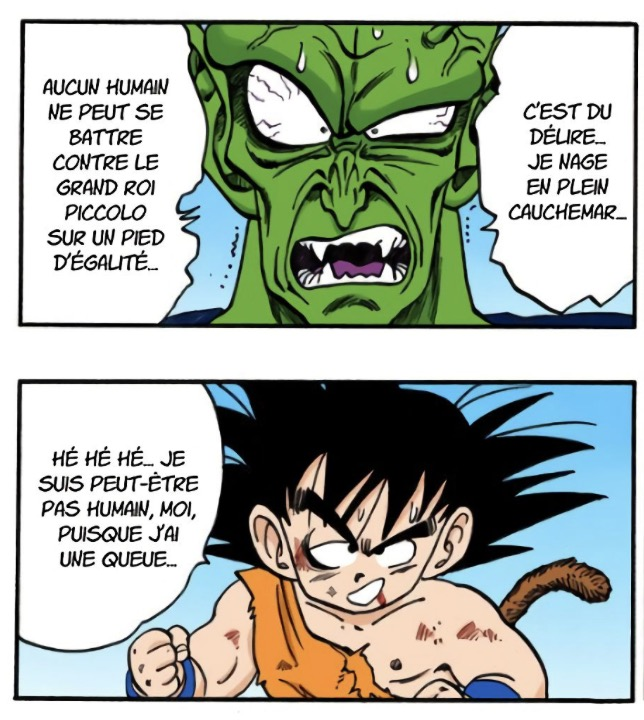 C'EST DU
DÉLIRE...
JE NAGE
EN PLEIN
CAUCHEMAR...
AUCUN HUMAIN
NE PEUT SE
BATTRE
CONTRE LE
GRAND ROI
PICCOLO
SUR UN PIED
D'ÉGALITÉ...
HÉ HÉ HÉ... JE
SUIS PEUT-ÊTRE
PAS HUMAIN, MOI,
PUISQUE J'AI
UNE QUEUE...